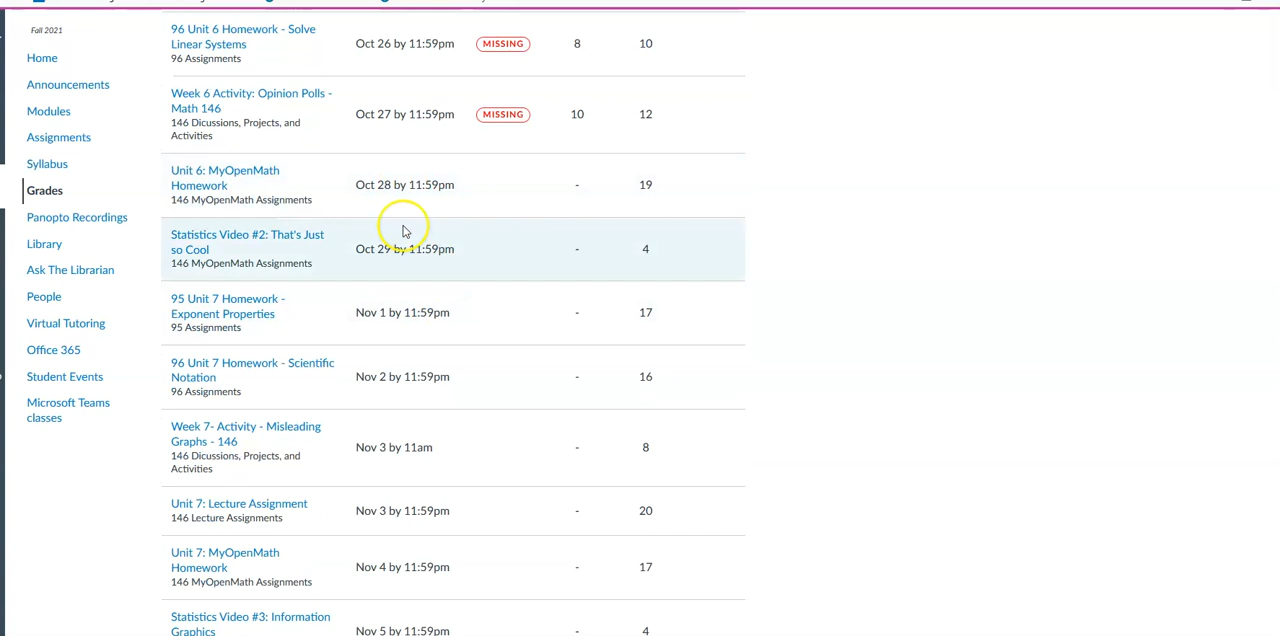 Fall 2021
Home
Announcements
Modules
Assignments
Syllabus
Grades
Panopto Recordings
Library
Ask The Librarian
People
Virtual Tutoring
Office 365
Student Events
Microsoft Teams
classes
96 Unit 6 Homework - Solve
Linear Systems
96 Assignments
Oct 26 by 11:59pm MISSING 8 10
Week 6 Activity: Opinion Polls -
Math 146
146 Dicussions, Projects, and
Activities
Oct 27 by 11:59pm MISSING 10 12
Unit 6: MyOpenMath
Homework
146 MyOpenMath Assignments
Oct 28 by 11:59pm - 19
Statistics Video #2: That's Just
so Cool
146 MyOpenMath Assignments
Oct 29 by 11:59pm - 4
95 Unit 7 Homework -
Exponent Properties
95 Assignments
Nov 1 by 11:59pm - 17
96 Unit 7 Homework - Scientific
Notation
96 Assignments
Nov 2 by 11:59pm - 16
Week 7- Activity - Misleading
Graphs - 146
146 Dicussions, Projects, and
Activities
Nov 3 by 11am - 8
Unit 7: Lecture Assignment
146 Lecture Assignments
Nov 3 by 11:59pm - 20
Unit 7: MyOpenMath
Homework
146 MyOpenMath Assignments
Nov 4 by 11:59pm - 17
Statistics Video #3: Information
Graphics
Nov 5 by 11:59pm - 4